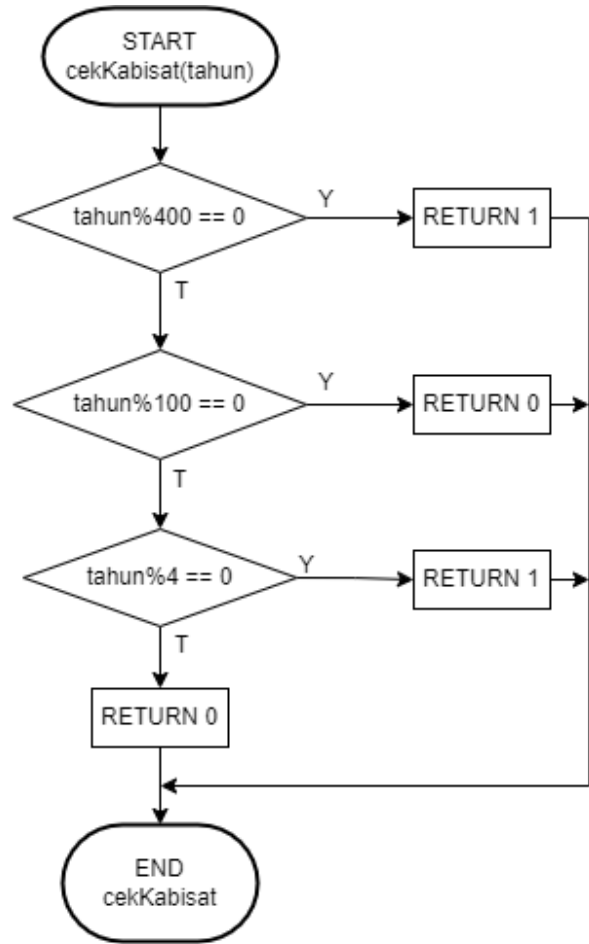 START
cekKabisat(tahun)
tahun%400 == 0
Y
RETURN 1
T
tahun%100 == 0
Y
RETURN 0
T
tahun%4 == 0
Y
RETURN 1
T
RETURN 0
END
cekKabisat